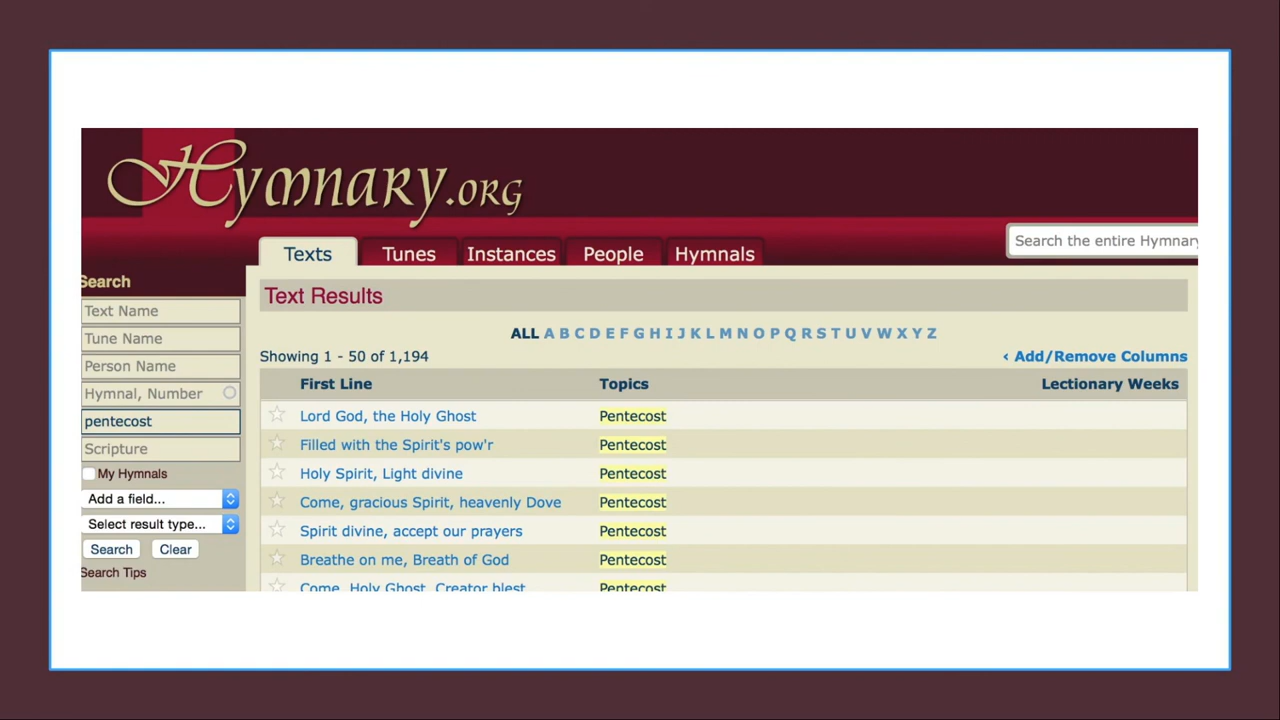 Hymnary.org
Search the entire Hymnary
Texts Tunes Instances People Hymnals
Search
Text Name
Tune Name
Person Name
Hymnal, Number
pentecost
Scripture
My Hymnals
Add a field...
Select result type...
Search Clear
Search Tips
Text Results
ALL A B C D E F G H I J K L M N O P Q R S T U V W X Y Z
Showing 1 - 50 of 1,194 ‹ Add/Remove Columns
First Line Topics Lectionary Weeks
Lord God, the Holy Ghost Pentecost
Filled with the Spirit's pow'r Pentecost
Holy Spirit, Light divine Pentecost
Come, gracious Spirit, heavenly Dove Pentecost
Spirit divine, accept our prayers Pentecost
Breathe on me, Breath of God Pentecost
Come, Holy Ghost, Creator blest Pentecost